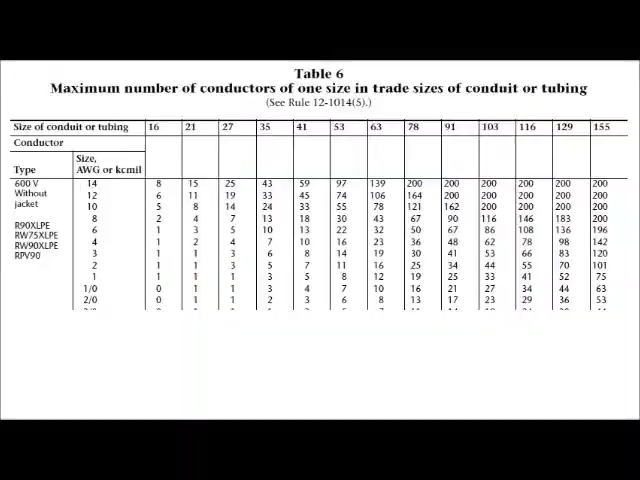 Table 6
Maximum number of conductors of one size in trade sizes of conduit or tubing
(See Rule 12-1014(5).)
Size of conduit or tubing 16 21 27 35 41 53 63 78 91 103 116 129 155
Conductor
Type Size, AWG or kcmil
600 V 14 8 15 25 43 59 97 139 200 200 200 200 200 200
Without 12 6 11 19 33 45 74 106 164 200 200 200 200 200
jacket 10 5 8 14 24 33 55 78 121 162 200 200 200 200
8 2 4 7 13 18 30 43 67 90 116 146 183 200
R90XLPE 6 1 3 5 10 13 22 32 50 67 86 108 136 196
RW75XLPE 4 1 2 4 7 10 16 23 36 48 62 78 98 142
RW90XLPE 3 1 1 3 6 8 14 19 30 41 53 66 83 120
RPV90 2 1 1 3 5 7 11 16 25 34 44 55 70 101
1 1 1 1 3 5 8 12 19 25 33 41 52 75
1/0 0 1 1 3 4 7 10 16 21 27 34 44 63
2/0 0 1 1 2 3 6 8 13 17 23 29 36 53